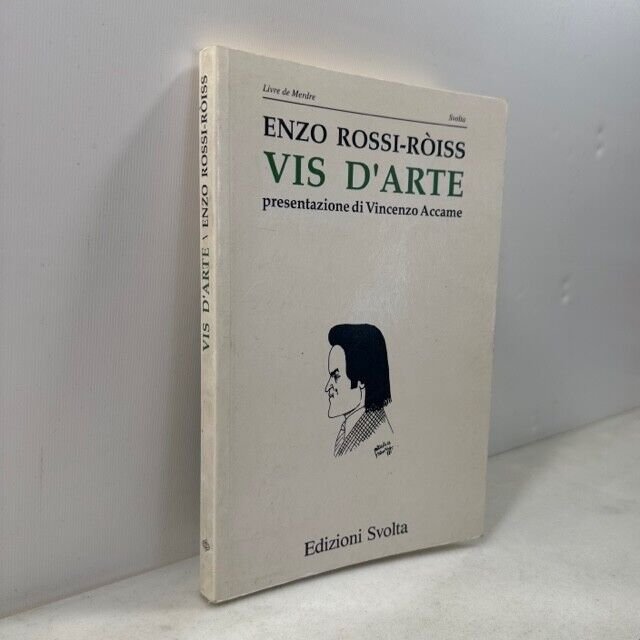 Livre de Merdre
Svolta
ENZO ROSSI-RÒISS
VIS D'ARTE
presentazione di Vincenzo Accame
Edizioni Svolta
VIS D'ARTE \ ENZO ROSSI-RÒISS